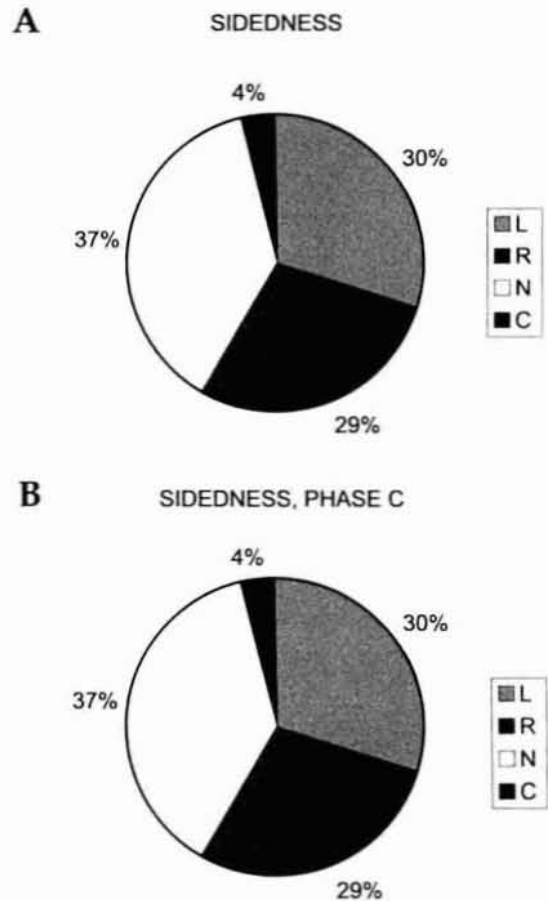 A
SIDEDNESS
4%
30%
37%
29%
L
R
N
C
B
SIDEDNESS, PHASE C
4%
30%
37%
29%
L
R
N
C